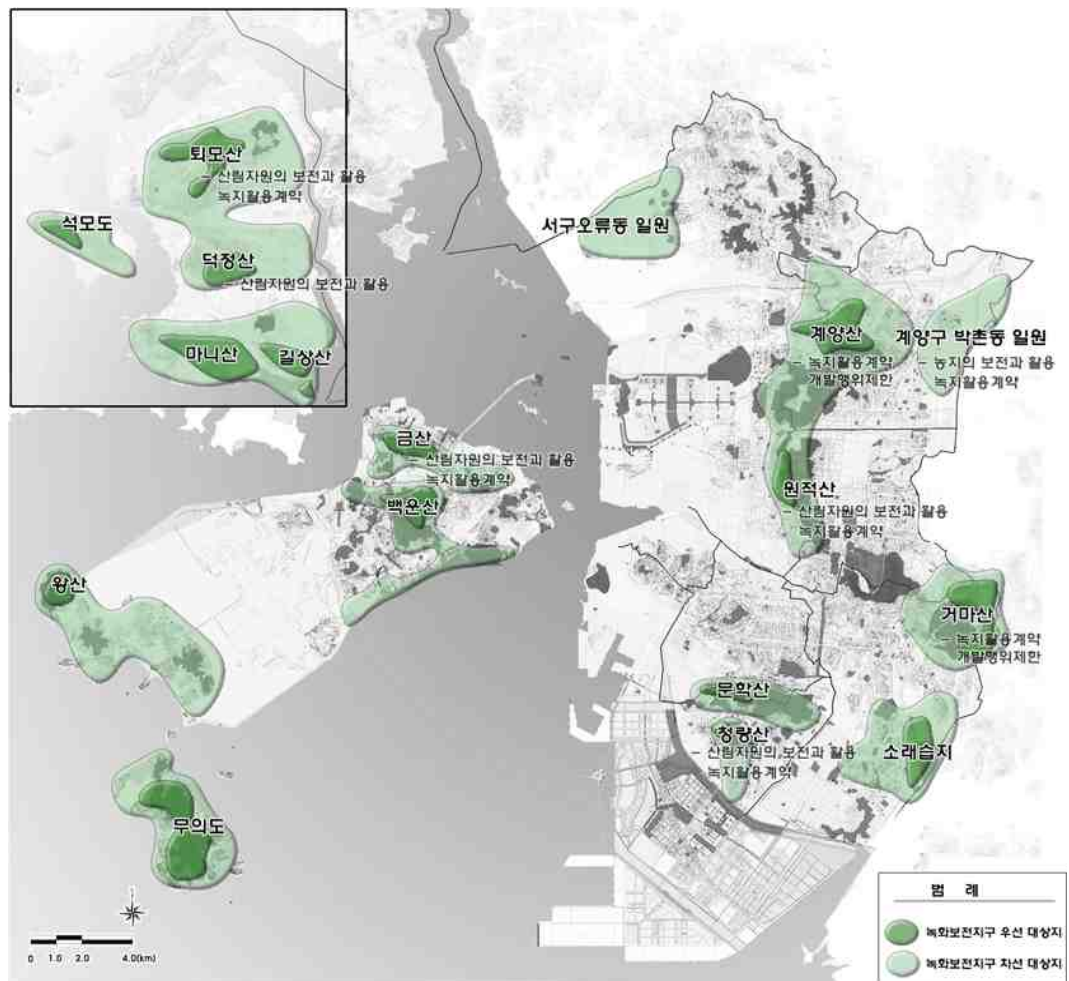 퇴모산
– 산림자원의 보전과 활용
녹지활용계약
석모도
덕정산
– 산림자원의 보전과 활용
마니산
길상산
서구오류동 일원
계양산
– 녹지활용계약
개발행위제한
계양구 박촌동 일원
– 농지의 보전과 활용
녹지활용계약
금산
– 산림자원의 보전과 활용
녹지활용계약
백운산
원적산
– 산림자원의 보전과 활용
녹지활용계약
왕산
거마산
– 녹지활용계약
개발행위제한
문학산
청량산
– 산림자원의 보전과 활용
녹지활용계약
소래습지
무의도
0 1.0 2.0 4.0(km)
범 례
녹화보전지구 우선 대상지
녹화보전지구 차선 대상지